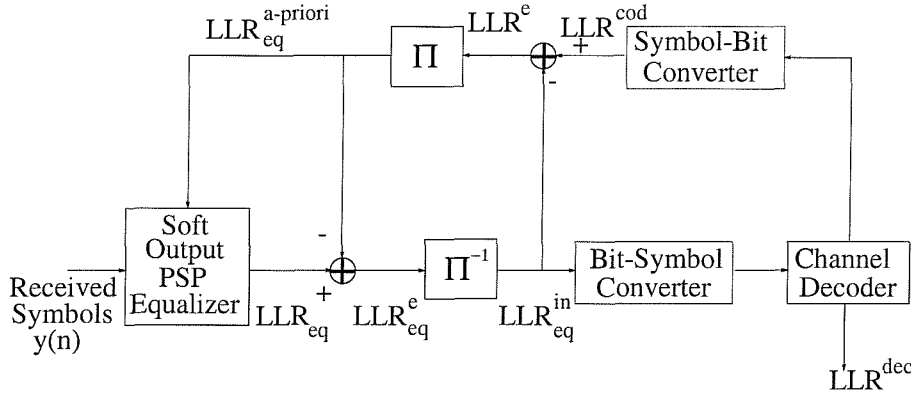 LLR eq a-priori
Π
LLR e
+
-
LLR cod
Symbol-Bit
Converter
Soft
Output
PSP
Equalizer
Received
Symbols
y(n)
LLR eq
-
+
LLR eq e
Π -1
LLR eq in
Bit-Symbol
Converter
Channel
Decoder
LLR dec